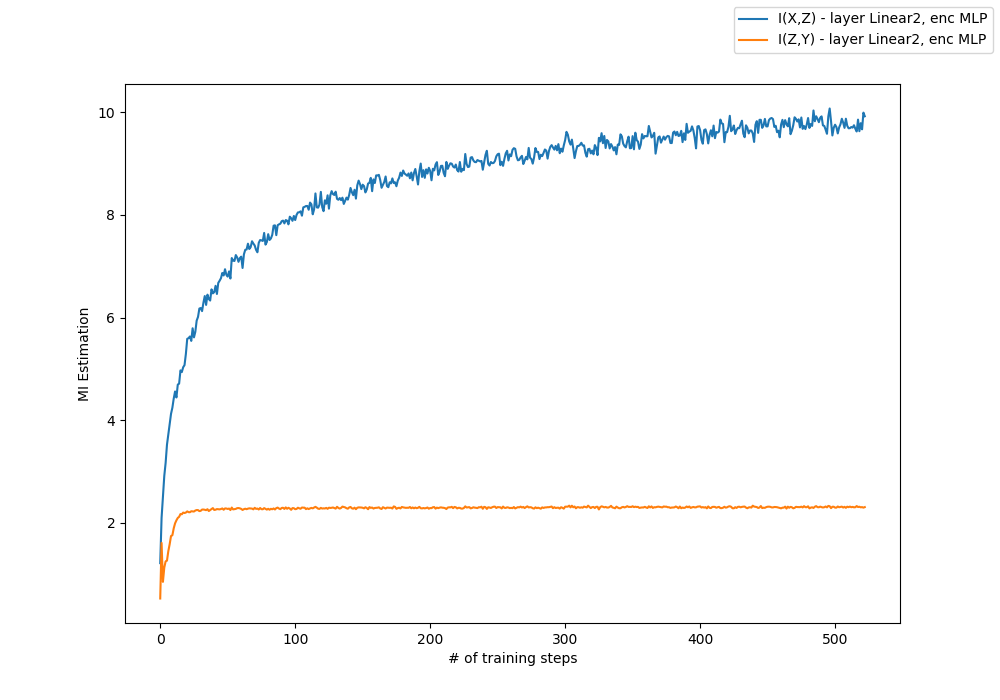 I(X,Z) - layer Linear2, enc MLP
I(Z,Y) - layer Linear2, enc MLP
10
8
6
4
2
MI Estimation
0 100 200 300 400 500
# of training steps